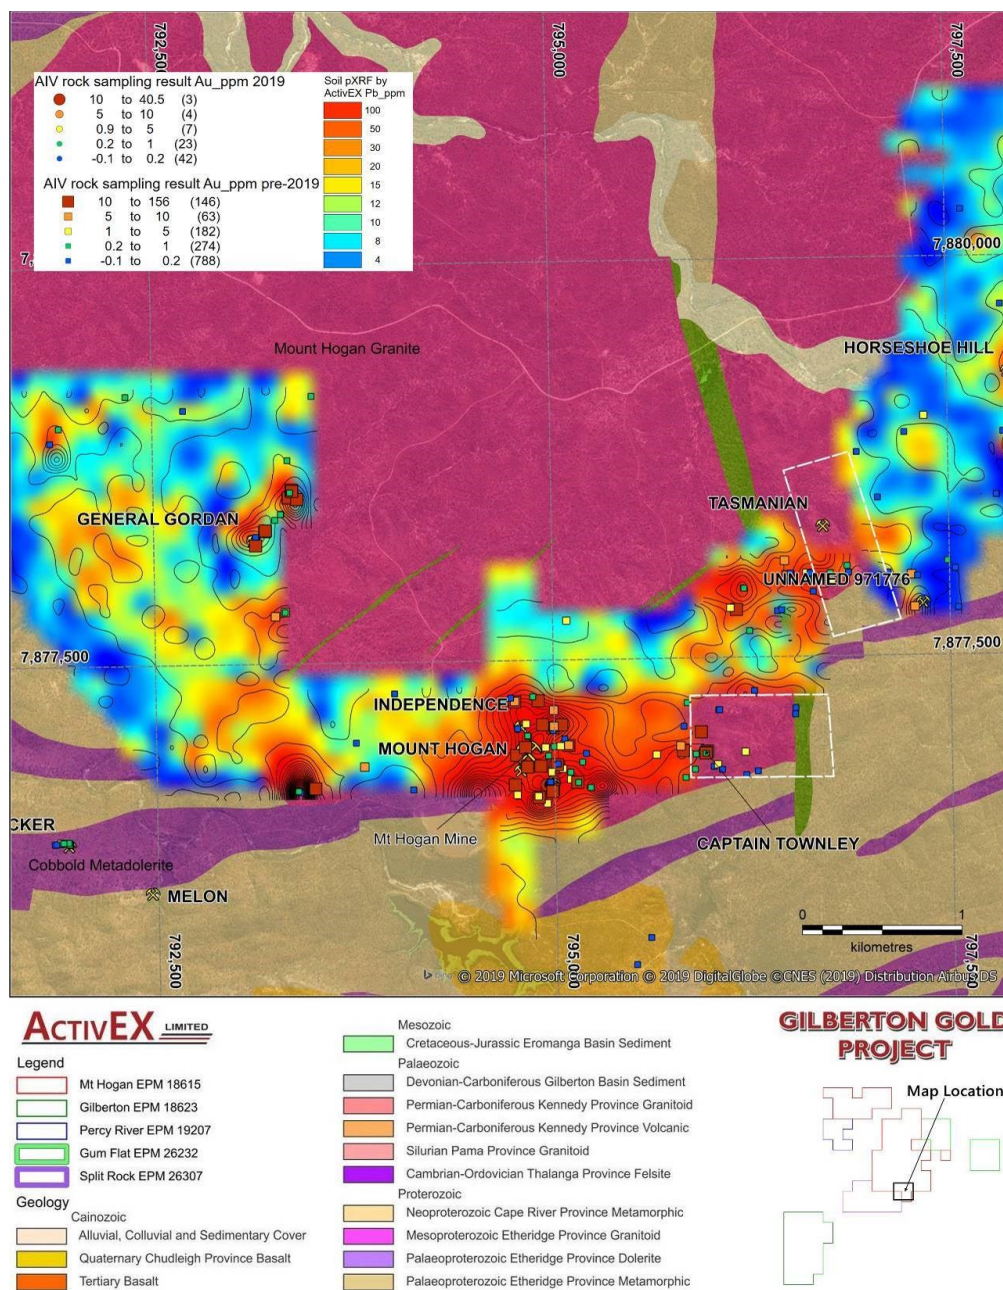 792,500
795,000
797,500
AIV rock sampling result Au_ppm 2019
10 to 40.5 (3)
5 to 10 (4)
0.9 to 5 (7)
0.2 to 1 (23)
-0.1 to 0.2 (42)
AIV rock sampling result Au_ppm pre-2019
10 to 156 (146)
5 to 10 (63)
1 to 5 (182)
0.2 to 1 (274)
-0.1 to 0.2 (788)
Soil pXRF by
ActivEX Pb_ppm
100
50
30
20
15
12
10
8
4
7,880,000
Mount Hogan Granite
HORSESHOE HILL
GENERAL GORDAN
TASMANIAN
UNNAMED 971776
7,877,500
7,877,500
INDEPENDENCE
MOUNT HOGAN
Mt Hogan Mine
CAPTAIN TOWNLEY
CKER
Cobbold Metadolerite
MELON
0 1
kilometres
792,500
795,000
797,500
© 2019 Microsoft Corporation © 2019 DigitalGlobe ©CNES (2019) Distribution Airbus DS
ACTIVEX LIMITED
Legend
Mt Hogan EPM 18615
Gilberton EPM 18623
Percy River EPM 19207
Gum Flat EPM 26232
Split Rock EPM 26307
Geology
Cainozoic
Alluvial, Colluvial and Sedimentary Cover
Quaternary Chudleigh Province Basalt
Tertiary Basalt
Mesozoic
Cretaceous-Jurassic Eromanga Basin Sediment
Palaeozoic
Devonian-Carboniferous Gilberton Basin Sediment
Permian-Carboniferous Kennedy Province Granitoid
Permian-Carboniferous Kennedy Province Volcanic
Silurian Pama Province Granitoid
Cambrian-Ordovician Thalanga Province Felsite
Proterozoic
Neoproterozoic Cape River Province Metamorphic
Mesoproterozoic Etheridge Province Granitoid
Palaeoproterozoic Etheridge Province Dolerite
Palaeoproterozoic Etheridge Province Metamorphic
GILBERTON GOLD
PROJECT
Map Location